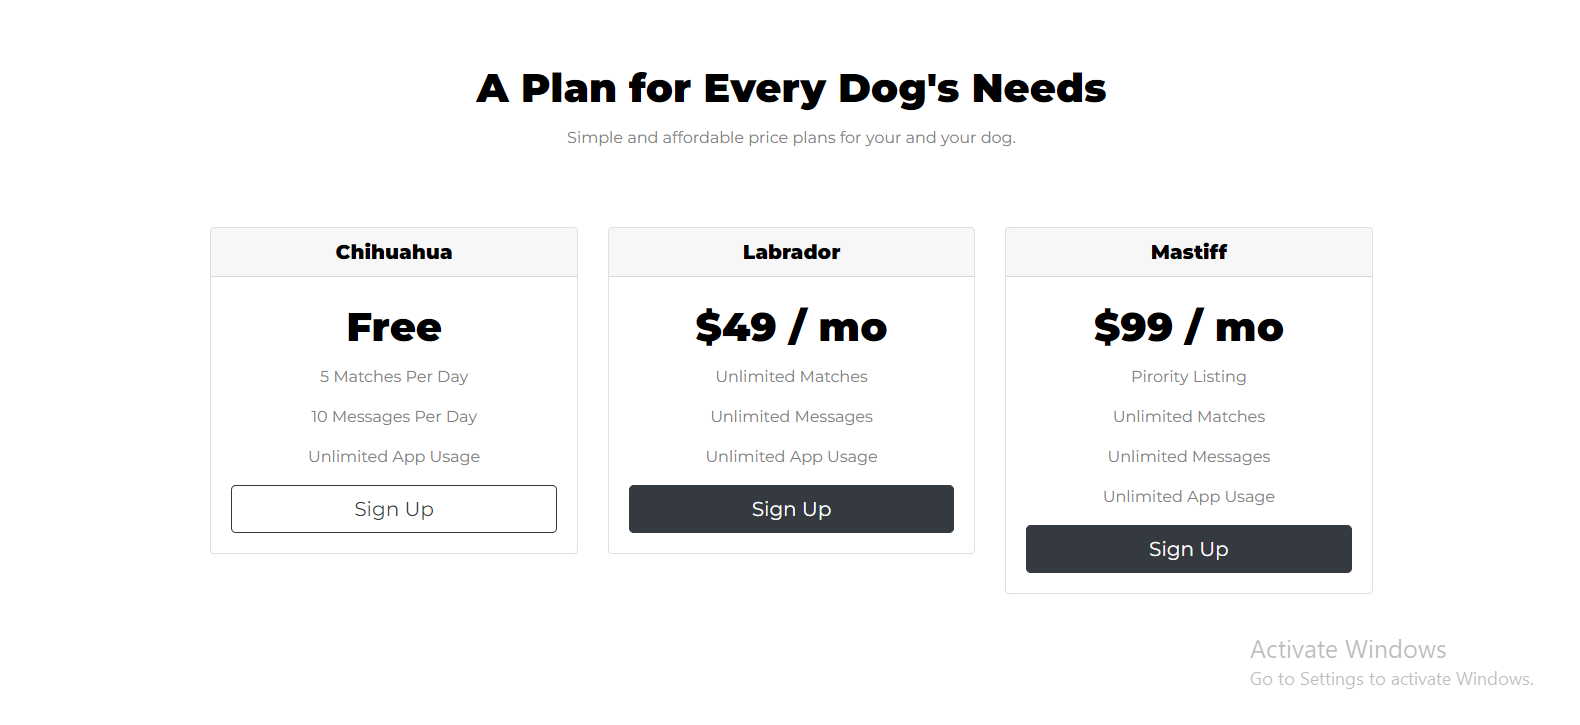 A Plan for Every Dog's Needs
Simple and affordable price plans for your and your dog.
Chihuahua
Free
5 Matches Per Day
10 Messages Per Day
Unlimited App Usage
Sign Up
Labrador
$49 / mo
Unlimited Matches
Unlimited Messages
Unlimited App Usage
Sign Up
Mastiff
$99 / mo
Pirority Listing
Unlimited Matches
Unlimited Messages
Unlimited App Usage
Sign Up
Activate Windows
Go to Settings to activate Windows.